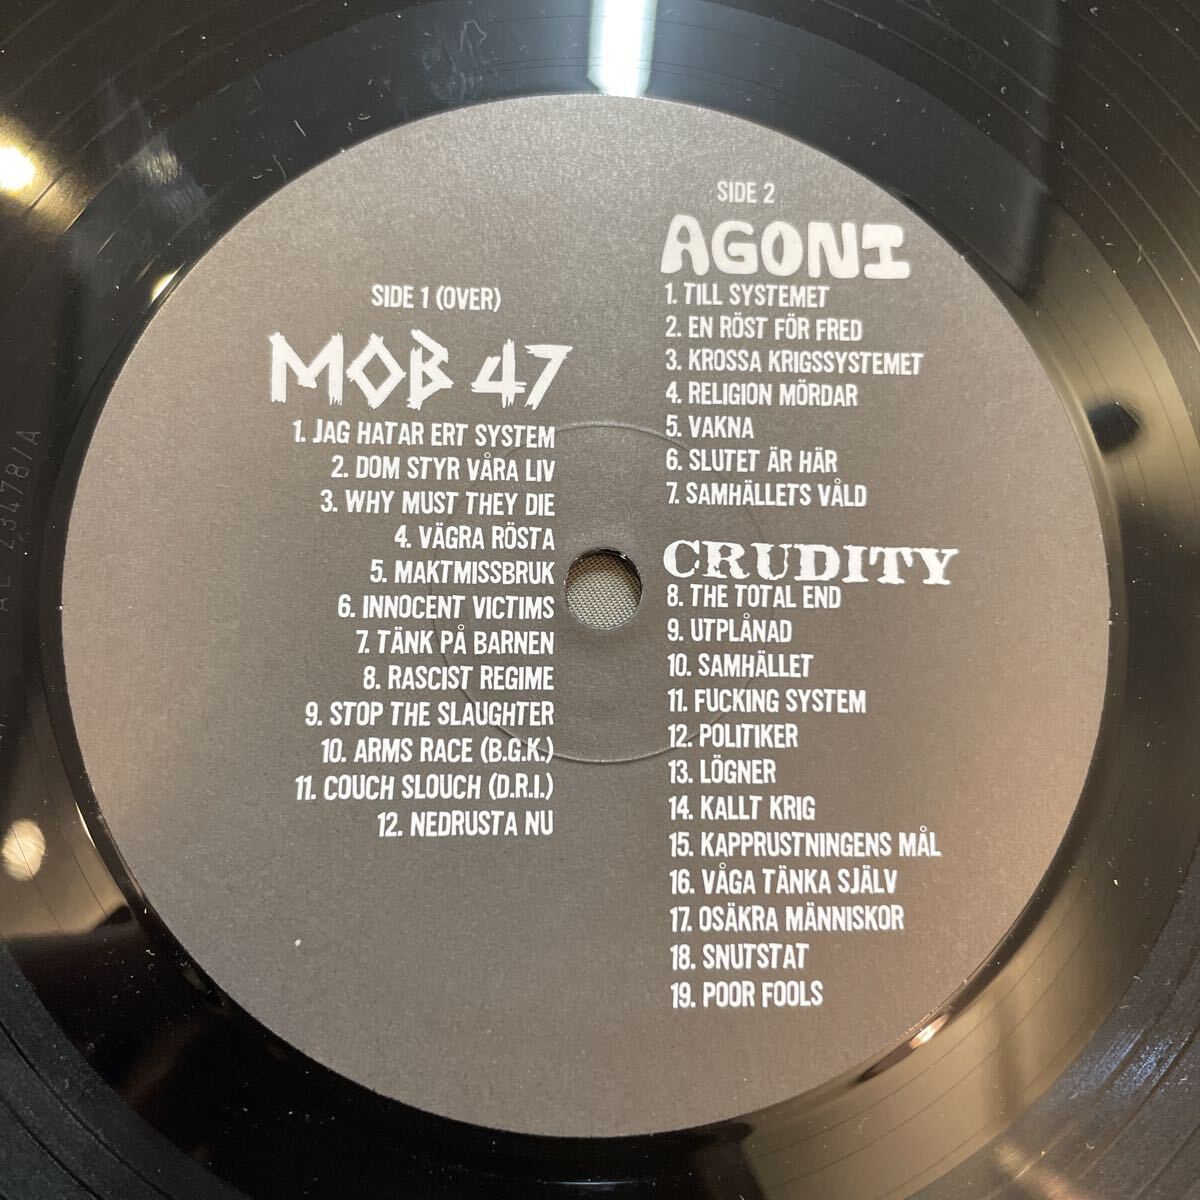 SIDE 1 (OVER)
MOB 47
1. JAG HATAR ERT SYSTEM
2. DOM STYR VÅRA LIV
3. WHY MUST THEY DIE
4. VÄGRA RÖSTA
5. MAKTMISSBRUK
6. INNOCENT VICTIMS
7. TÄNK PÅ BARNEN
8. RASCIST REGIME
9. STOP THE SLAUGHTER
10. ARMS RACE (B.G.K.)
11. COUCH SLOUCH (D.R.I.)
12. NEDRUSTA NU
SIDE 2
AGONI
1. TILL SYSTEMET
2. EN RÖST FÖR FRED
3. KROSSA KRIGSSYSTEMET
4. RELIGION MÖRDAR
5. VAKNA
6. SLUTET ÄR HÄR
7. SAMHÄLLETS VÅLD
CRUDITY
8. THE TOTAL END
9. UTPLÅNAD
10. SAMHÄLLET
11. FUCKING SYSTEM
12. POLITIKER
13. LÖGNER
14. KALLT KRIG
15. KAPPRUSTNINGENS MÅL
16. VÅGA TÄNKA SJÄLV
17. OSÄKRA MÄNNISKOR
18. SNUTSTAT
19. POOR FOOLS